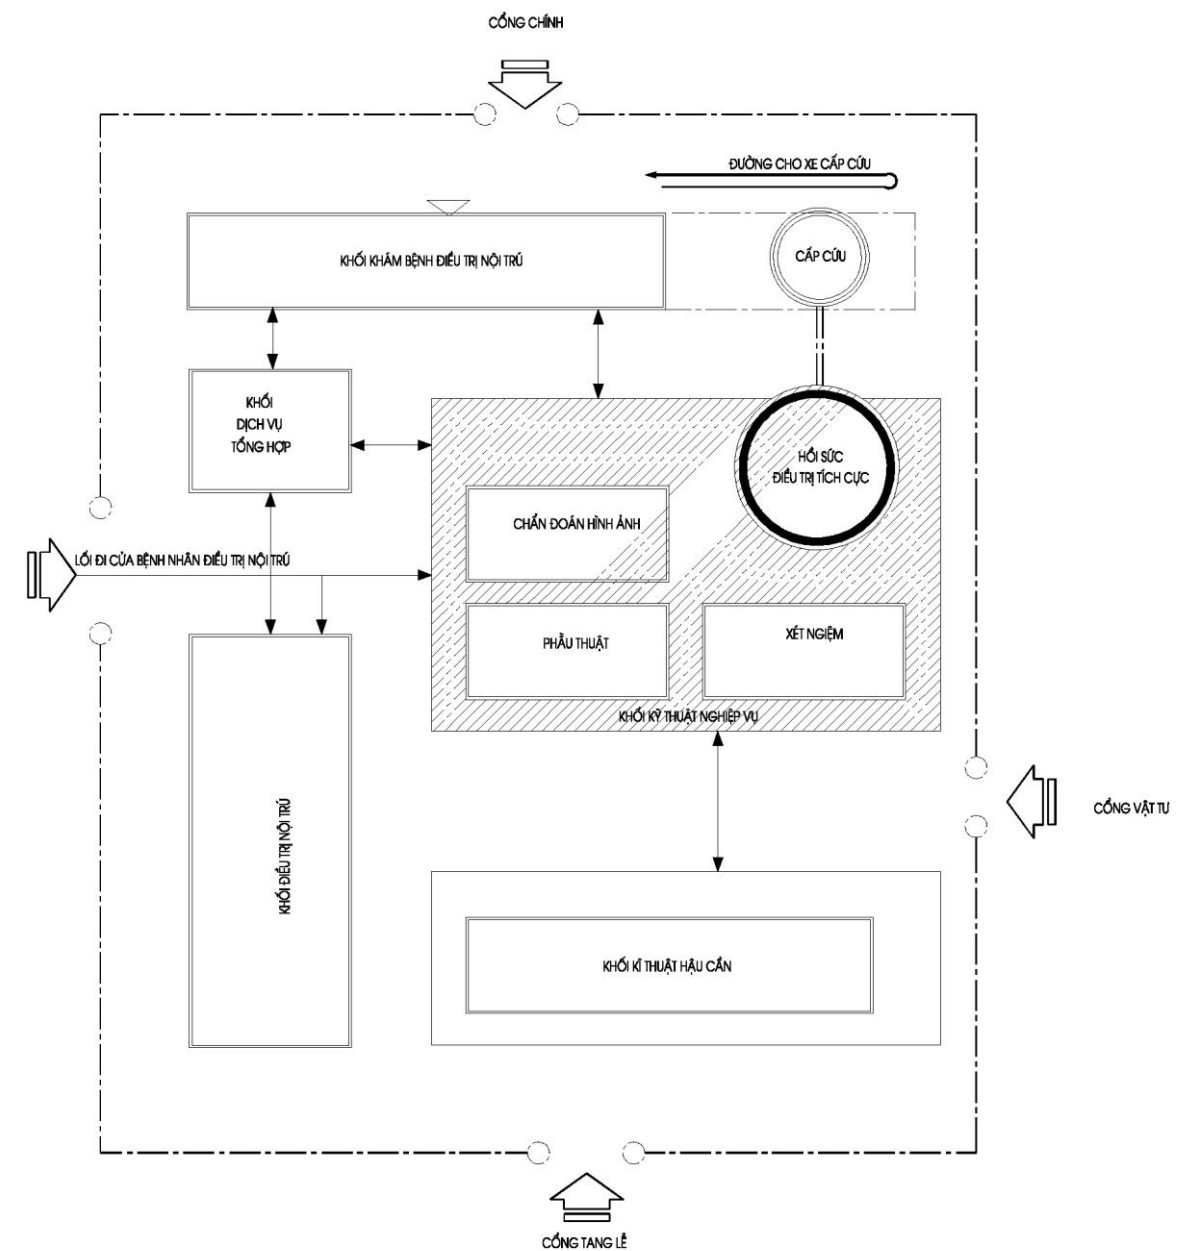 CỔNG CHÍNH
ĐƯỜNG CHO XE CẤP CỨU
KHỐI KHÁM BỆNH ĐIỀU TRỊ NỘI TRÚ
CẤP CỨU
KHỐI
DỊCH VỤ
TỔNG HỢP
HỒI SỨC
ĐIỀU TRỊ TÍCH CỰC
CHẨN ĐOÁN HÌNH ẢNH
LỐI ĐI CỦA BỆNH NHÂN ĐIỀU TRỊ NỘI TRÚ
PHẪU THUẬT
XÉT NGIỆM
KHỐI KỸ THUẬT NGHIỆP VỤ
CỔNG VẬT TƯ
KHỐI ĐIỀU TRỊ NỘI TRÚ
KHỐI KĨ THUẬT HẬU CẦN
CỔNG TANG LỄ